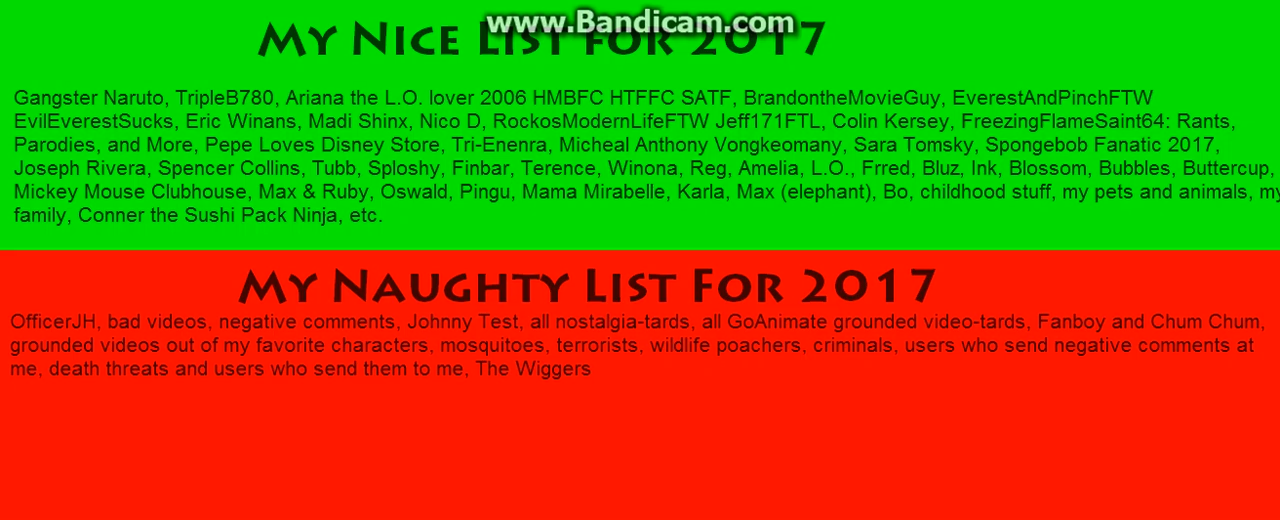 www.Bandicam.com
My Nice List for 2017
Gangster Naruto, TripleB780, Ariana the L.O. lover 2006 HMBFC HTFFC SATF, BrandontheMovieGuy, EverestAndPinchFTW
EvilEverestSucks, Eric Winans, Madi Shinx, Nico D, RockosModernLifeFTW Jeff171FTL, Colin Kersey, FreezingFlameSaint64: Rants,
Parodies, and More, Pepe Loves Disney Store, Tri-Enenra, Micheal Anthony Vongkeomany, Sara Tomsky, Spongebob Fanatic 2017,
Joseph Rivera, Spencer Collins, Tubb, Sploshy, Finbar, Terence, Winona, Reg, Amelia, L.O., Frred, Bluz, Ink, Blossom, Bubbles, Buttercup,
Mickey Mouse Clubhouse, Max & Ruby, Oswald, Pingu, Mama Mirabelle, Karla, Max (elephant), Bo, childhood stuff, my pets and animals, my
family, Conner the Sushi Pack Ninja, etc.
My Naughty List For 2017
OfficerJH, bad videos, negative comments, Johnny Test, all nostalgia-tards, all GoAnimate grounded video-tards, Fanboy and Chum Chum,
grounded videos out of my favorite characters, mosquitoes, terrorists, wildlife poachers, criminals, users who send negative comments at
me, death threats and users who send them to me, The Wiggers